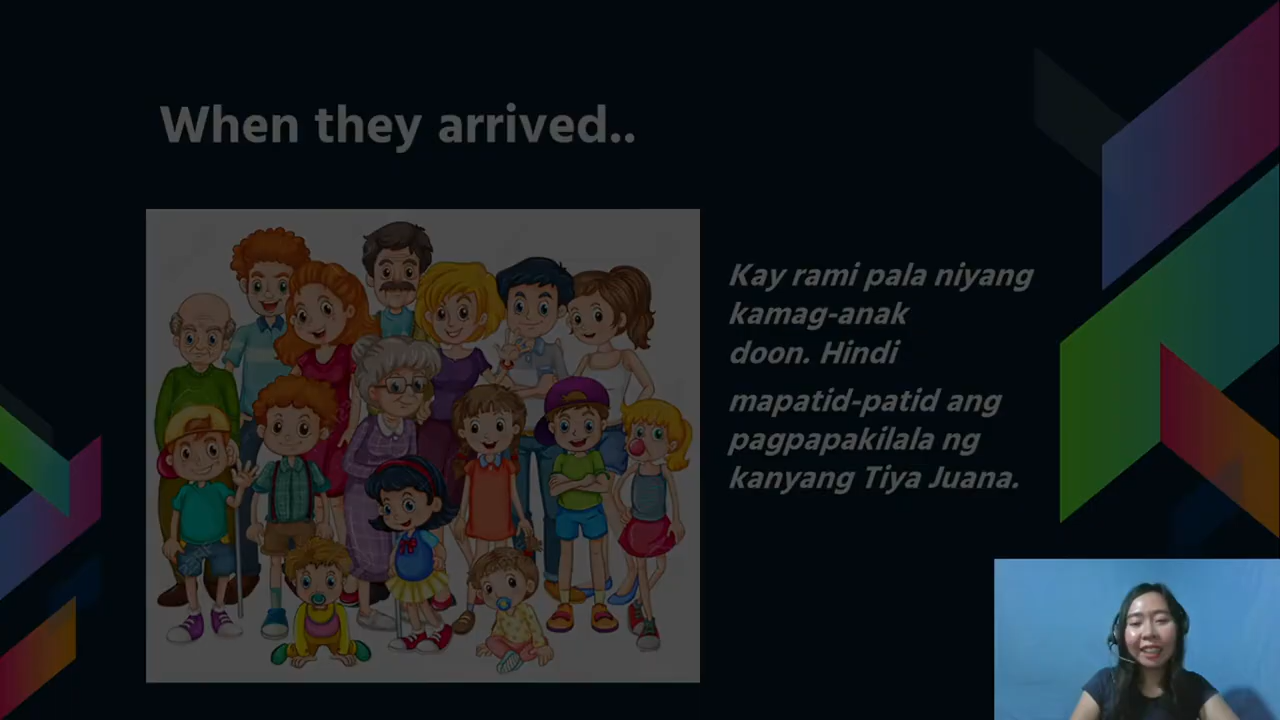 When they arrived..
Kay rami pala niyang
kamag-anak
doon. Hindi
mapatid-patid ang
pagpapakilala ng
kanyang Tiya Juana.